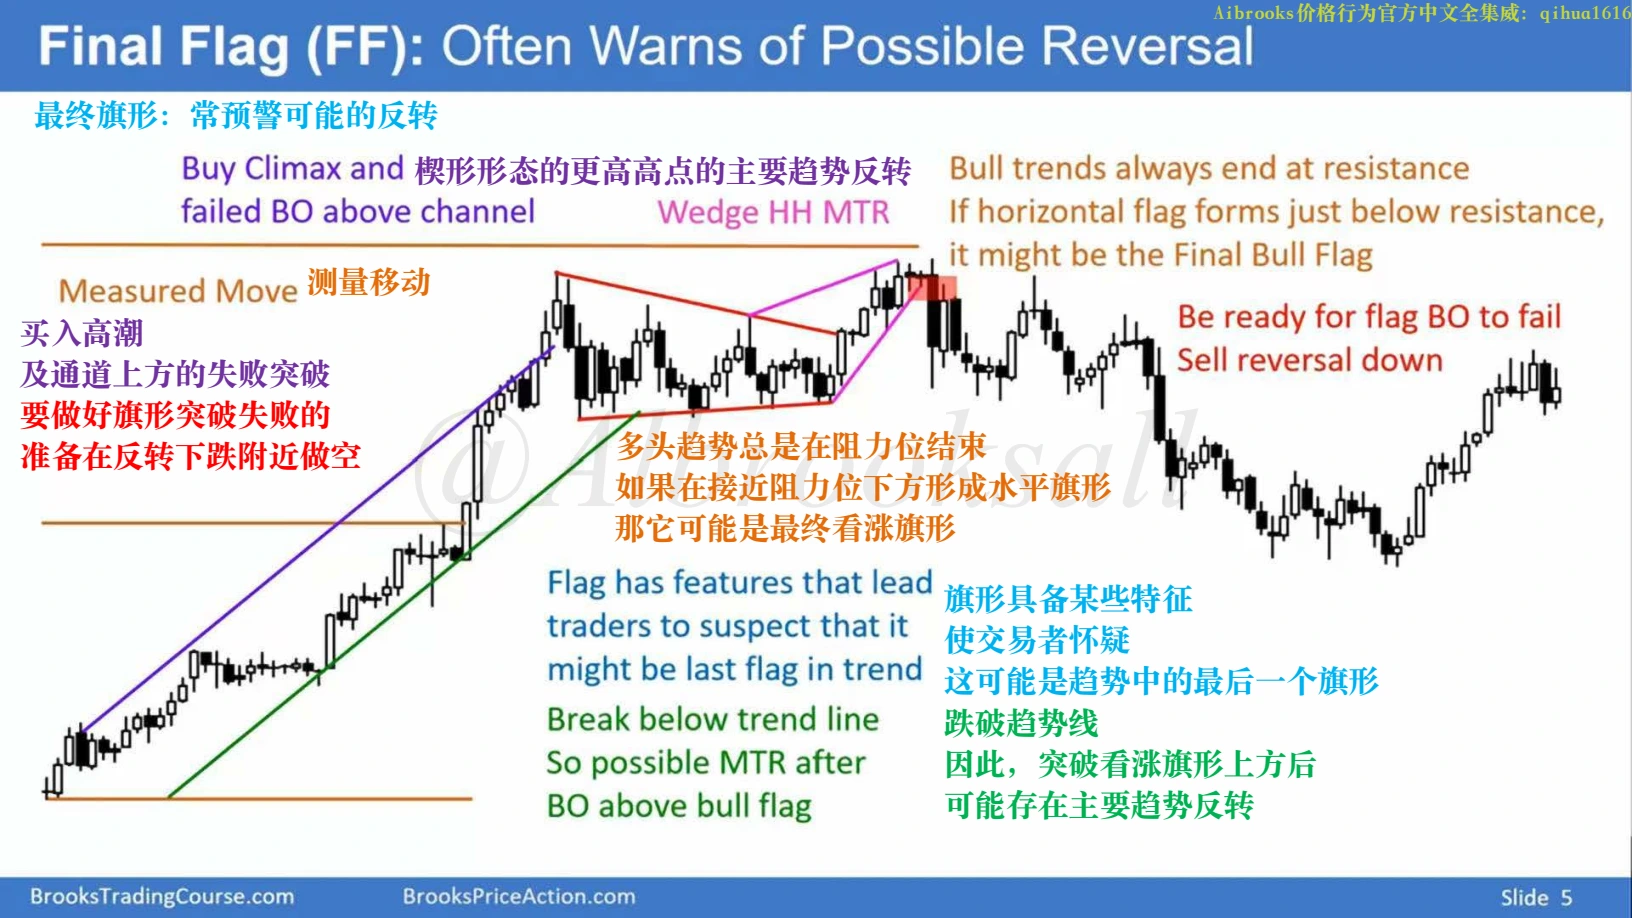 Aibrooks价格行为官方中文全集威：qihua1616
Final Flag (FF): Often Warns of Possible Reversal
最终旗形：常预警可能的反转
Buy Climax and
failed BO above channel
楔形形态的更高高点的主要趋势反转
Wedge HH MTR
Bull trends always end at resistance
If horizontal flag forms just below resistance,
it might be the Final Bull Flag
Measured Move
测量移动
买入高潮
及通道上方的失败突破
要做好旗形突破失败的
准备在反转下跌附近做空
Be ready for flag BO to fail
Sell reversal down
@Albrooksall
多头趋势总是在阻力位结束
如果在接近阻力位下方形成水平旗形
那它可能是最终看涨旗形
Flag has features that lead
traders to suspect that it
might be last flag in trend
旗形具备某些特征
使交易者怀疑
这可能是趋势中的最后一个旗形
Break below trend line
So possible MTR after
BO above bull flag
跌破趋势线
因此，突破看涨旗形上方后
可能存在主要趋势反转
BrooksTradingCourse.com
BrooksPriceAction.com
Slide 5